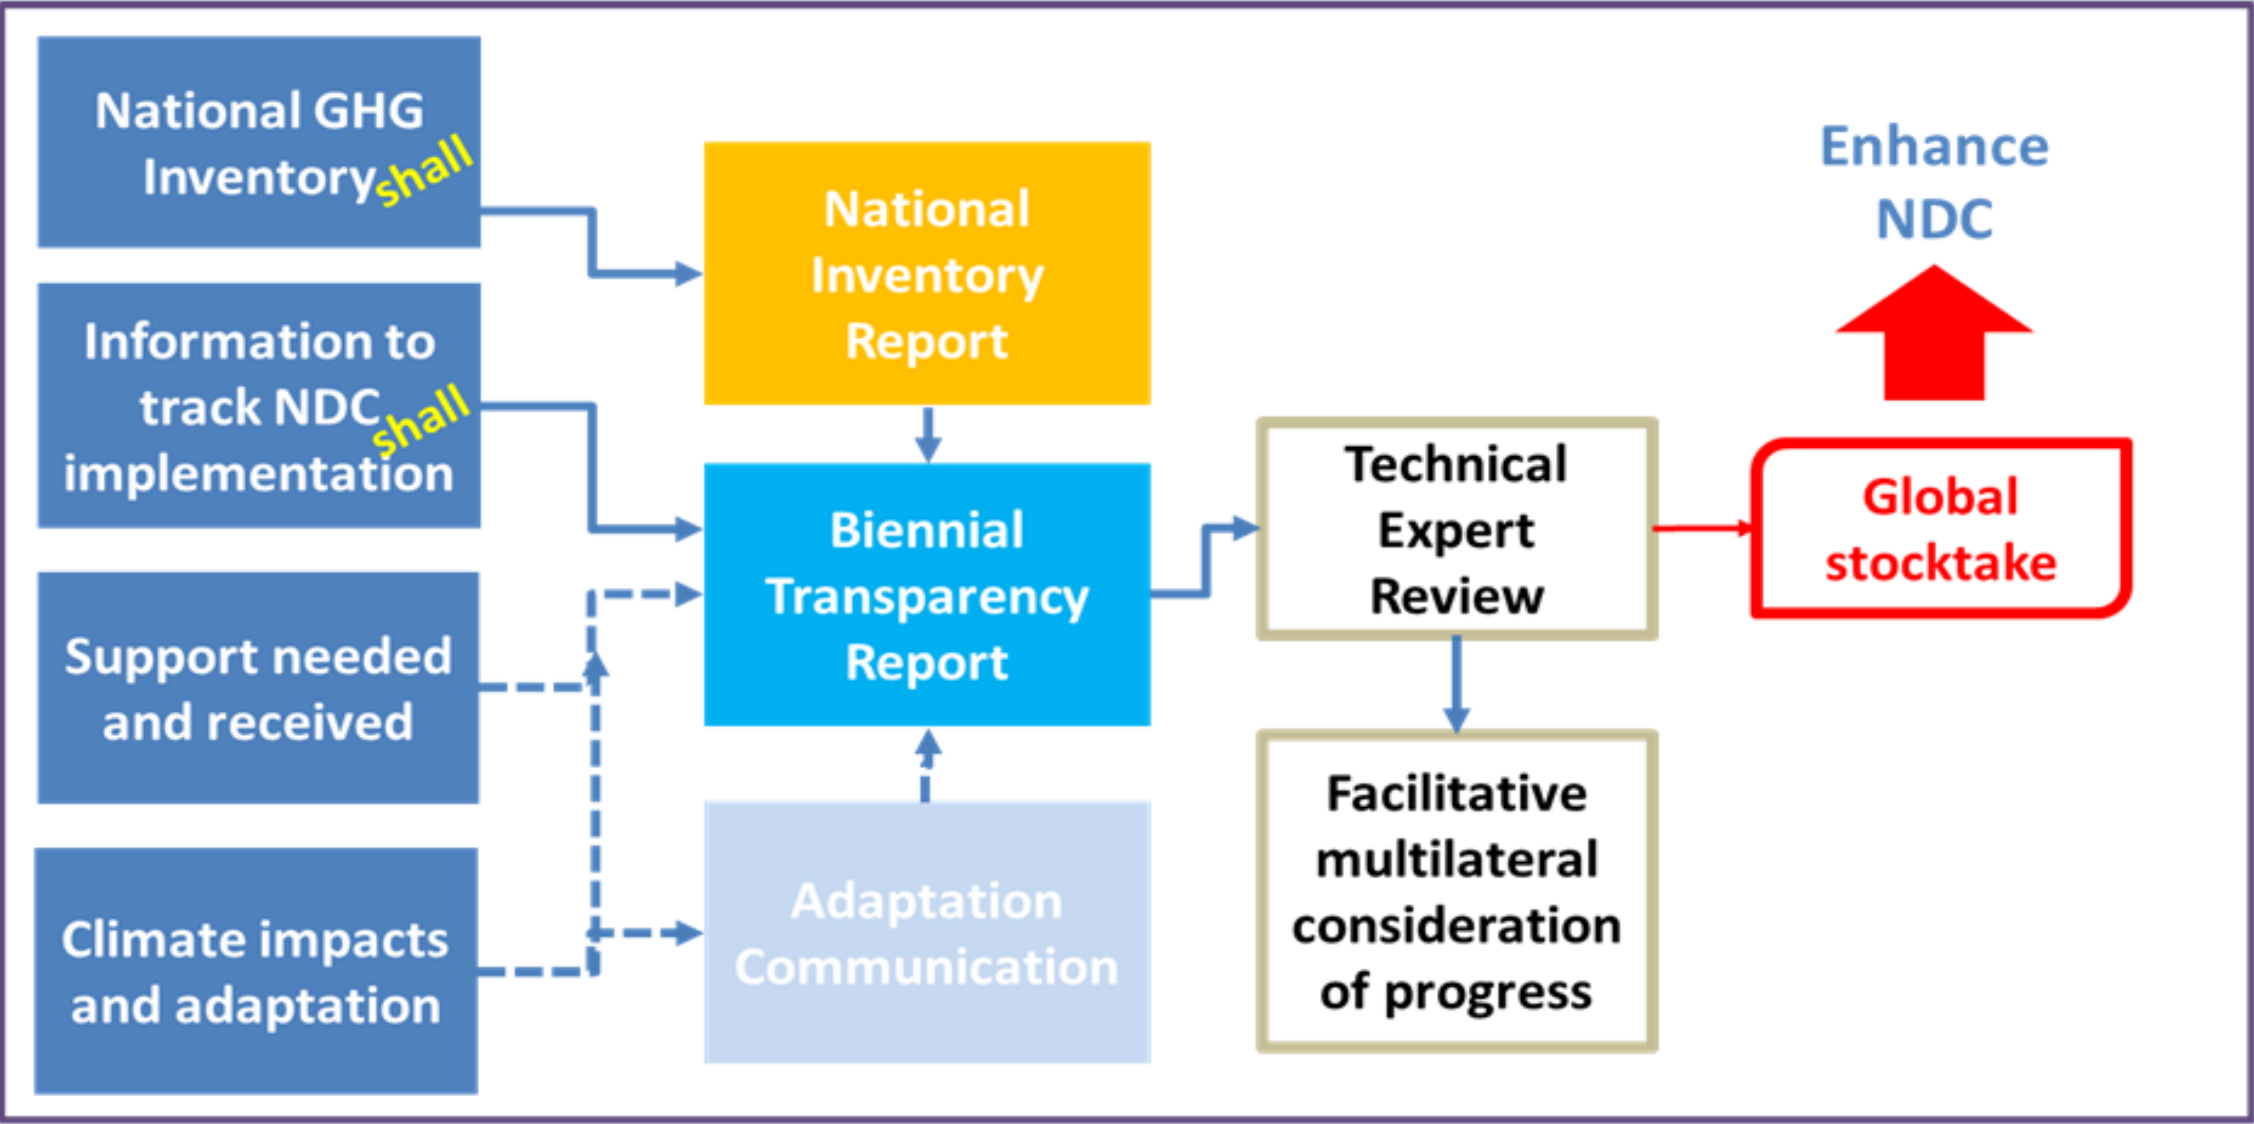 National GHG
Inventory
shall
Information to
track NDC
shall
implementation
Support needed
and received
Climate impacts
and adaptation
National
Inventory
Report
Biennial
Transparency
Report
Adaptation
Communication
Technical
Expert
Review
Facilitative
multilateral
consideration
of progress
Enhance
NDC
Global
stocktake